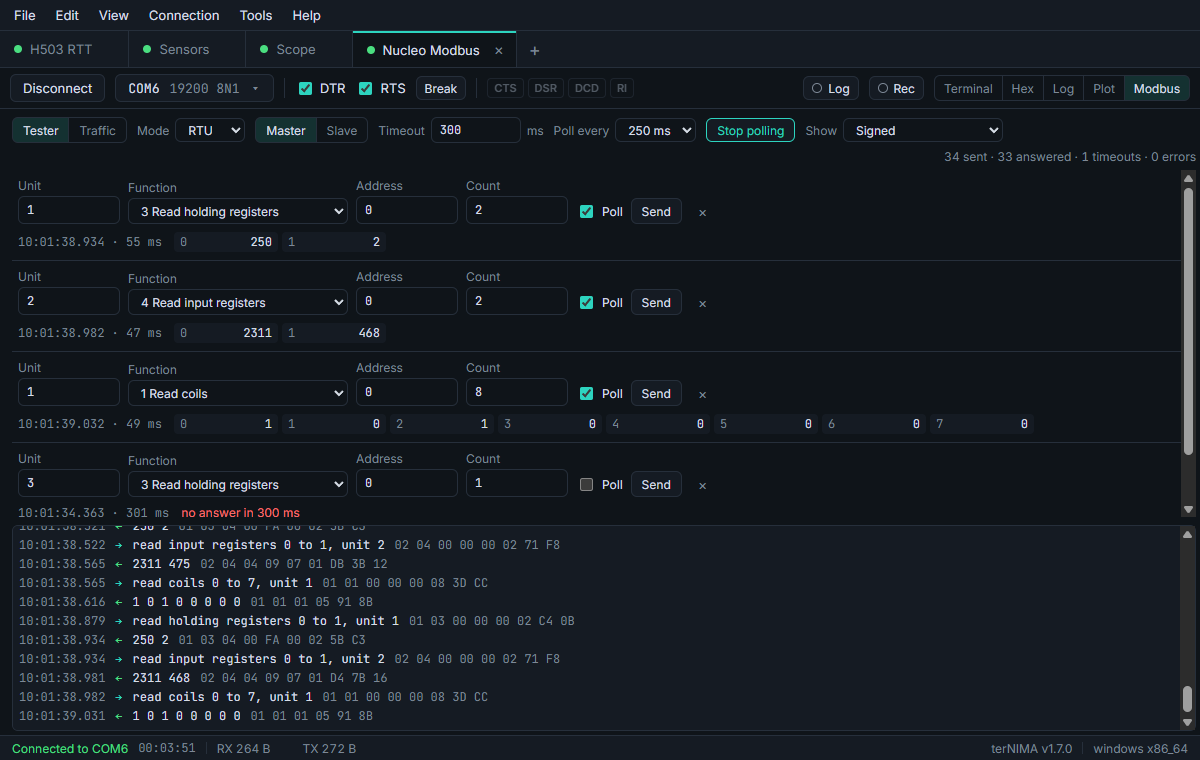 File Edit View Connection Tools Help
H503 RTT Sensors Scope Nucleo Modbus × +
Disconnect COM6 19200 8N1 DTR RTS Break CTS DSR DCD RI Log Rec Terminal Hex Log Plot Modbus
Tester Traffic Mode RTU Master Slave Timeout 300 ms Poll every 250 ms Stop polling Show Signed
34 sent · 33 answered · 1 timeouts · 0 errors
Unit Function Address Count
1 3 Read holding registers 0 2 Poll Send ×
10:01:38.934 · 55 ms 0 250 1 2
Unit Function Address Count
2 4 Read input registers 0 2 Poll Send ×
10:01:38.982 · 47 ms 0 2311 1 468
Unit Function Address Count
1 1 Read coils 0 8 Poll Send ×
10:01:39.032 · 49 ms 0 1 1 0 2 1 3 0 4 0 5 0 6 0 7 0
Unit Function Address Count
3 3 Read holding registers 0 1 Poll Send ×
10:01:34.363 · 301 ms no answer in 300 ms
10:01:38.521 ← 250 2 01 03 04 00 FA 00 02 5B C3
10:01:38.522 → read input registers 0 to 1, unit 2 02 04 00 00 00 02 71 F8
10:01:38.565 ← 2311 475 02 04 04 09 07 01 DB 3B 12
10:01:38.565 → read coils 0 to 7, unit 1 01 01 00 00 00 08 3D CC
10:01:38.616 ← 1 0 1 0 0 0 0 0 01 01 01 05 91 8B
10:01:38.879 → read holding registers 0 to 1, unit 1 01 03 00 00 00 02 C4 0B
10:01:38.934 ← 250 2 01 03 04 00 FA 00 02 5B C3
10:01:38.934 → read input registers 0 to 1, unit 2 02 04 00 00 00 02 71 F8
10:01:38.981 ← 2311 468 02 04 04 09 07 01 D4 7B 16
10:01:38.982 → read coils 0 to 7, unit 1 01 01 00 00 00 08 3D CC
10:01:39.031 ← 1 0 1 0 0 0 0 0 01 01 01 05 91 8B
Connected to COM6 00:03:51 RX 264 B TX 272 B terNIMA v1.7.0 windows x86_64